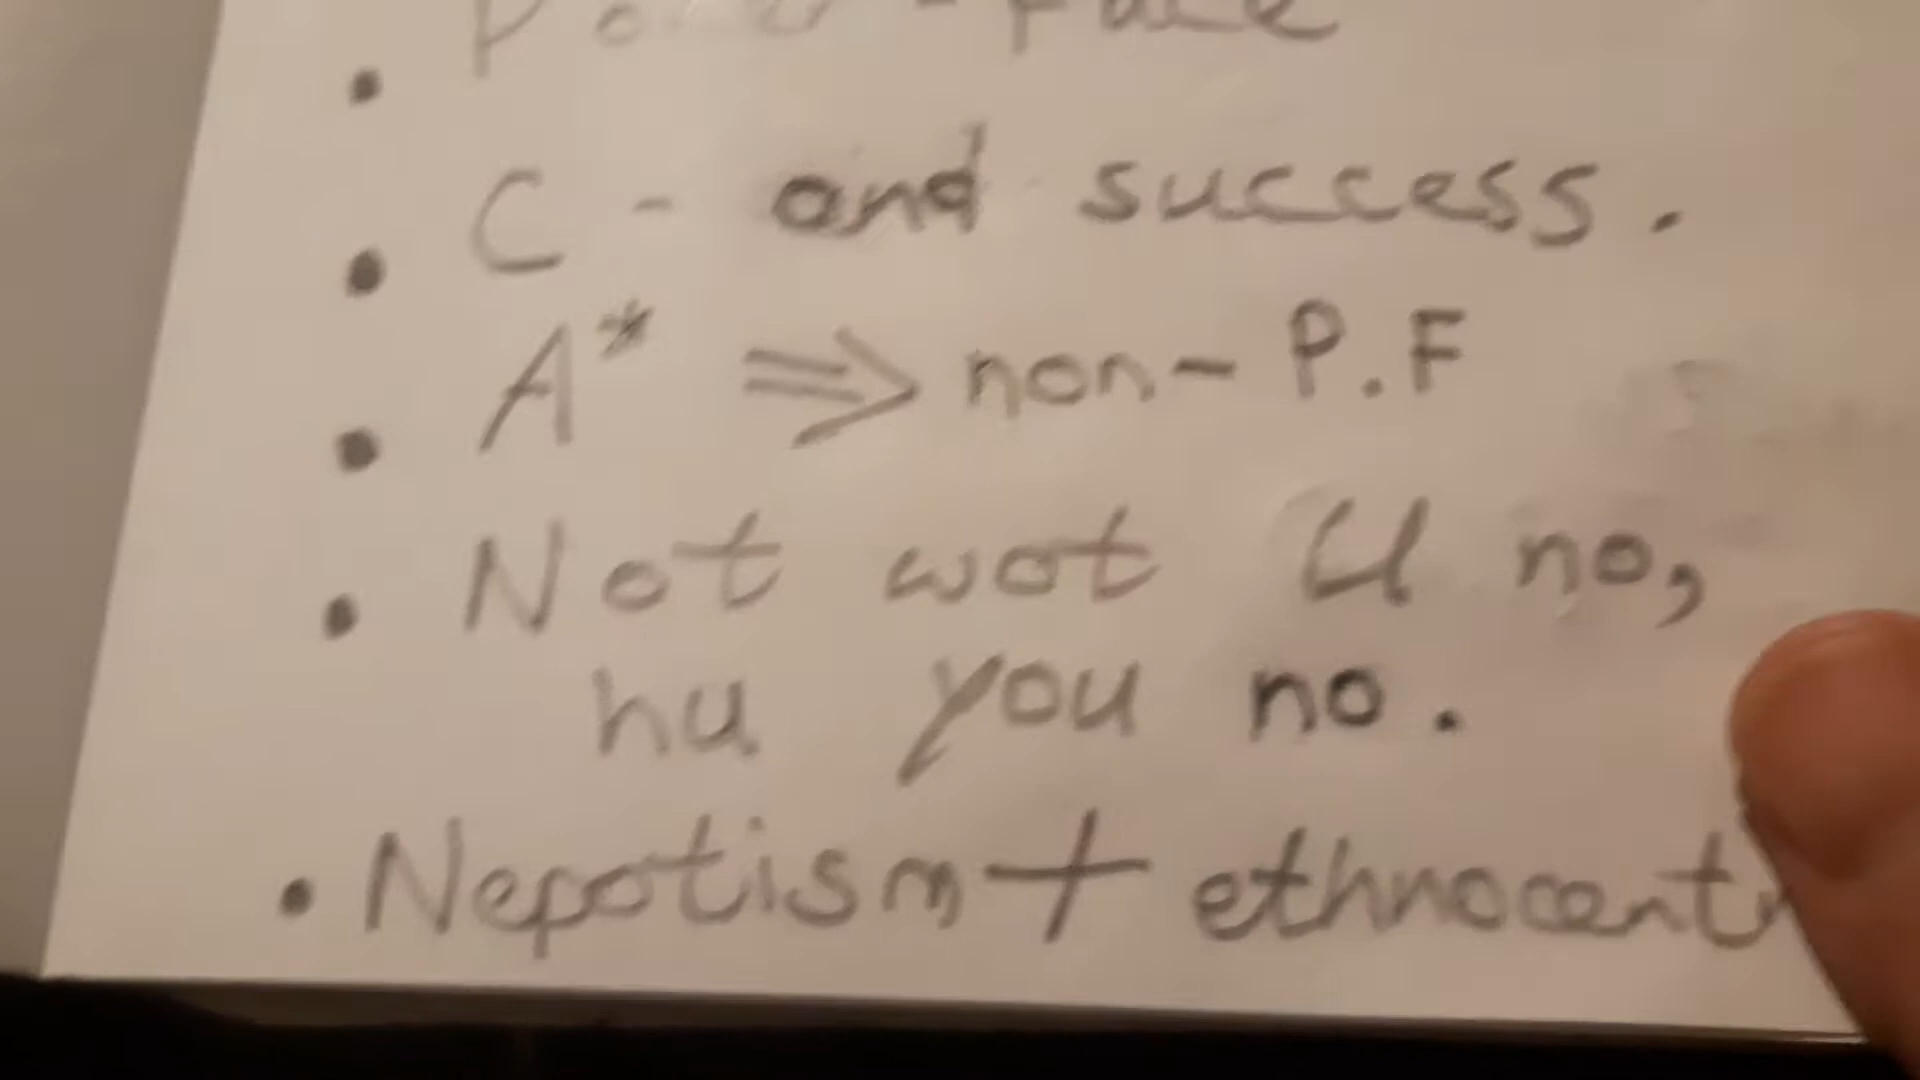 • C - and success.
• A* ⇒ non-P.F
• Not wot U no,
hu you no.
• Nepotism + ethnocent